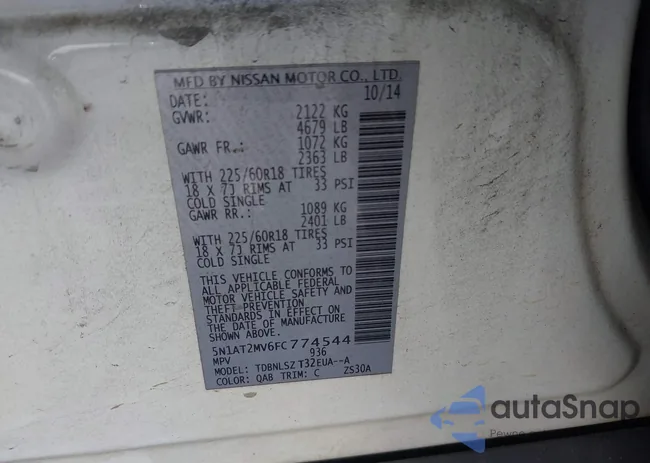 MFD BY NISSAN MOTOR CO., LTD.
DATE: 10/14
GVWR: 2122 KG
4679 LB
GAWR FR.: 1072 KG
2363 LB
WITH 225/60R18 TIRES
18 X 7J RIMS AT 33 PSI
COLD SINGLE
GAWR RR.: 1089 KG
2401 LB
WITH 225/60R18 TIRES
18 X 7J RIMS AT 33 PSI
COLD SINGLE
THIS VEHICLE CONFORMS TO
ALL APPLICABLE FEDERAL
MOTOR VEHICLE SAFETY AND
THEFT PREVENTION
STANDARDS IN EFFECT ON
THE DATE OF MANUFACTURE
SHOWN ABOVE.
5N1AT2MV6FC774544
MPV 936
MODEL: TDBNLSZ T32EUA--A
COLOR: QAB TRIM: C ZS30A
autaSnap